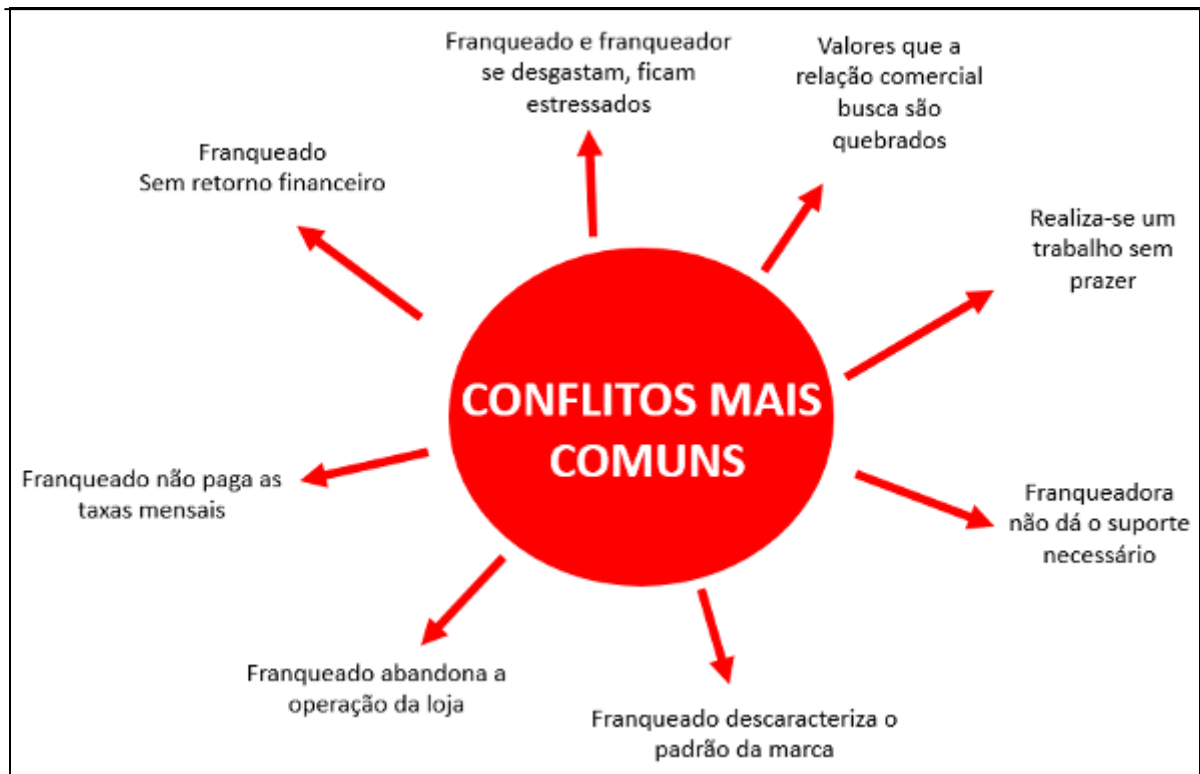 Franqueado e franqueador
se desgastam, ficam
estressados
Valores que a
relação comercial
busca são
quebrados
Franqueado
Sem retorno financeiro
Realiza-se um
trabalho sem
prazer
CONFLITOS MAIS
COMUNS
Franqueado não paga as
taxas mensais
Franqueadora
não dá o suporte
necessário
Franqueado abandona a
operação da loja
Franqueado descaracteriza o
padrão da marca